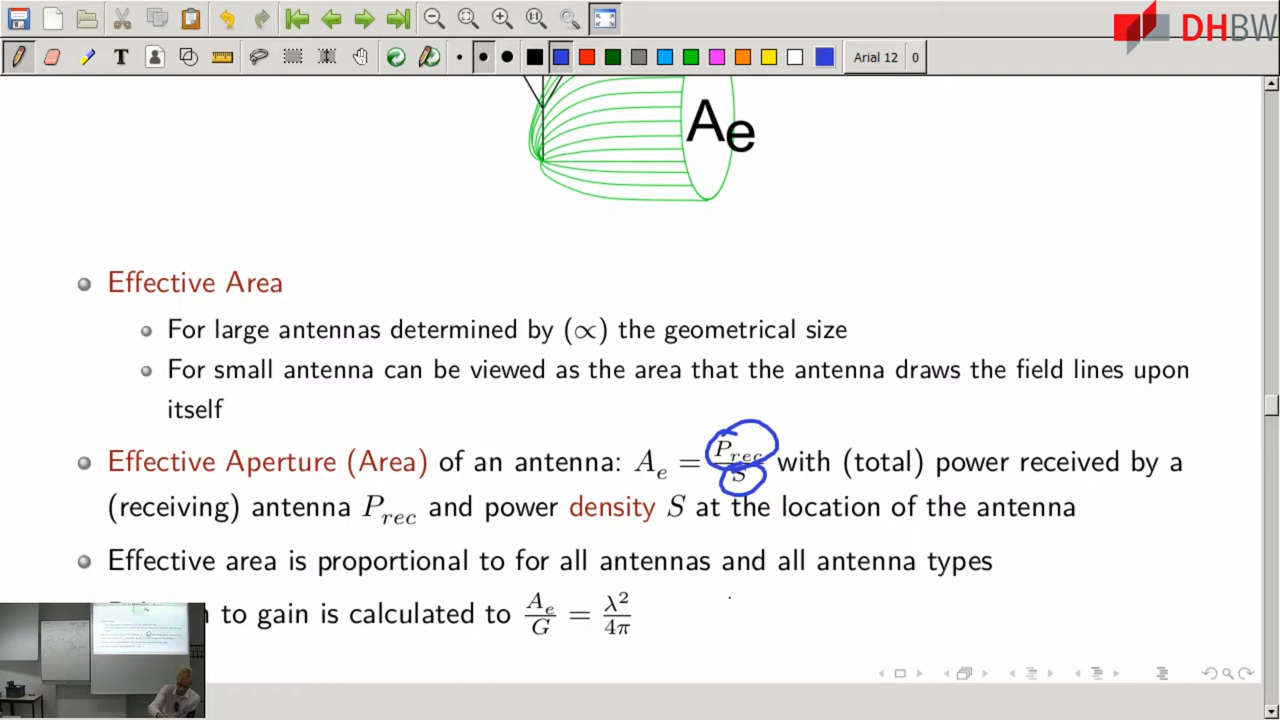 DHBW
T
Arial 12
0
Ae
Effective Area
For large antennas determined by (∝) the geometrical size
For small antenna can be viewed as the area that the antenna draws the field lines upon
itself
Effective Aperture (Area) of an antenna: A_e = P_rec/S with (total) power received by a
(receiving) antenna P_rec and power density S at the location of the antenna
Effective area is proportional to for all antennas and all antenna types
to gain is calculated to A_e/G = λ²/4π